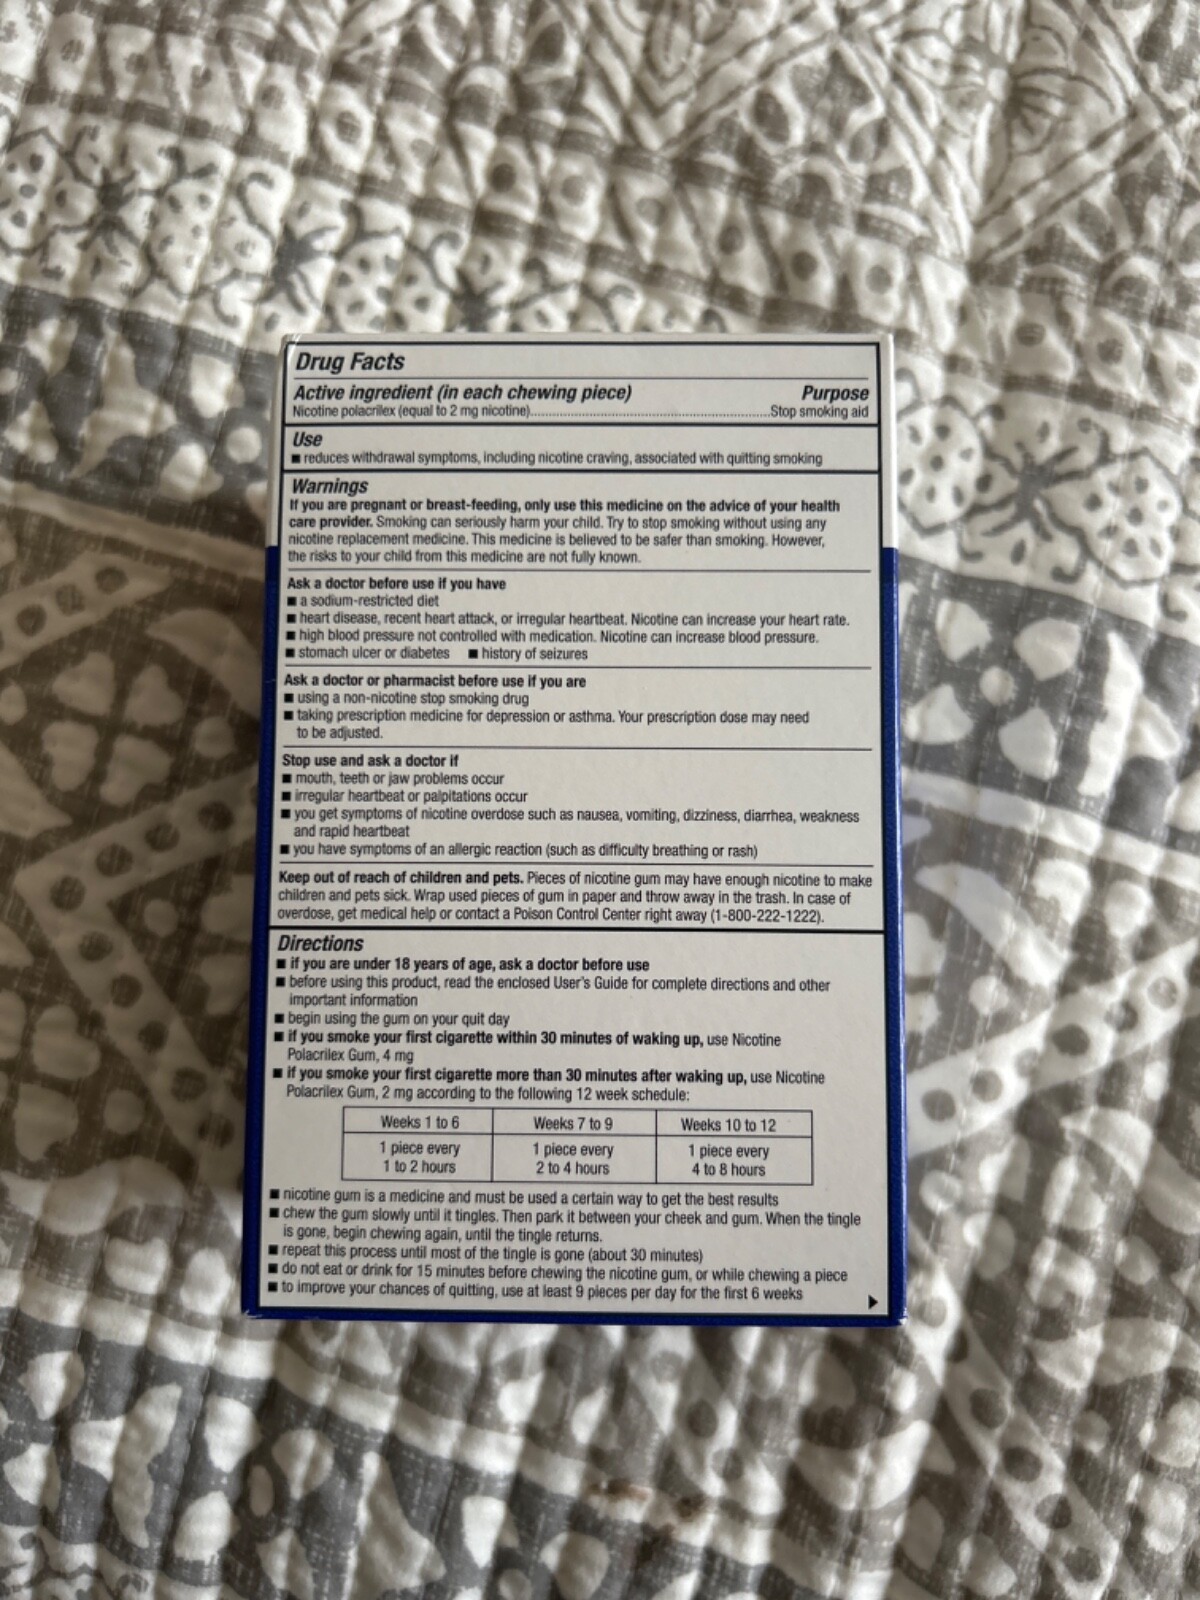 Drug Facts
Active ingredient (in each chewing piece) Purpose
Nicotine polacrilex (equal to 2 mg nicotine)..........................................................................Stop smoking aid
Use
■ reduces withdrawal symptoms, including nicotine craving, associated with quitting smoking
Warnings
If you are pregnant or breast-feeding, only use this medicine on the advice of your health
care provider. Smoking can seriously harm your child. Try to stop smoking without using any
nicotine replacement medicine. This medicine is believed to be safer than smoking. However,
the risks to your child from this medicine are not fully known.
Ask a doctor before use if you have
■ a sodium-restricted diet
■ heart disease, recent heart attack, or irregular heartbeat. Nicotine can increase your heart rate.
■ high blood pressure not controlled with medication. Nicotine can increase blood pressure.
■ stomach ulcer or diabetes ■ history of seizures
Ask a doctor or pharmacist before use if you are
■ using a non-nicotine stop smoking drug
■ taking prescription medicine for depression or asthma. Your prescription dose may need
to be adjusted.
Stop use and ask a doctor if
■ mouth, teeth or jaw problems occur
■ irregular heartbeat or palpitations occur
■ you get symptoms of nicotine overdose such as nausea, vomiting, dizziness, diarrhea, weakness
and rapid heartbeat
■ you have symptoms of an allergic reaction (such as difficulty breathing or rash)
Keep out of reach of children and pets. Pieces of nicotine gum may have enough nicotine to make
children and pets sick. Wrap used pieces of gum in paper and throw away in the trash. In case of
overdose, get medical help or contact a Poison Control Center right away (1-800-222-1222).
Directions
■ if you are under 18 years of age, ask a doctor before use
■ before using this product, read the enclosed User's Guide for complete directions and other
important information
■ begin using the gum on your quit day
■ if you smoke your first cigarette within 30 minutes of waking up, use Nicotine
Polacrilex Gum, 4 mg
■ if you smoke your first cigarette more than 30 minutes after waking up, use Nicotine
Polacrilex Gum, 2 mg according to the following 12 week schedule:
Weeks 1 to 6 Weeks 7 to 9 Weeks 10 to 12
1 piece every 1 piece every 1 piece every
1 to 2 hours 2 to 4 hours 4 to 8 hours
■ nicotine gum is a medicine and must be used a certain way to get the best results
■ chew the gum slowly until it tingles. Then park it between your cheek and gum. When the tingle
is gone, begin chewing again, until the tingle returns.
■ repeat this process until most of the tingle is gone (about 30 minutes)
■ do not eat or drink for 15 minutes before chewing the nicotine gum, or while chewing a piece
■ to improve your chances of quitting, use at least 9 pieces per day for the first 6 weeks